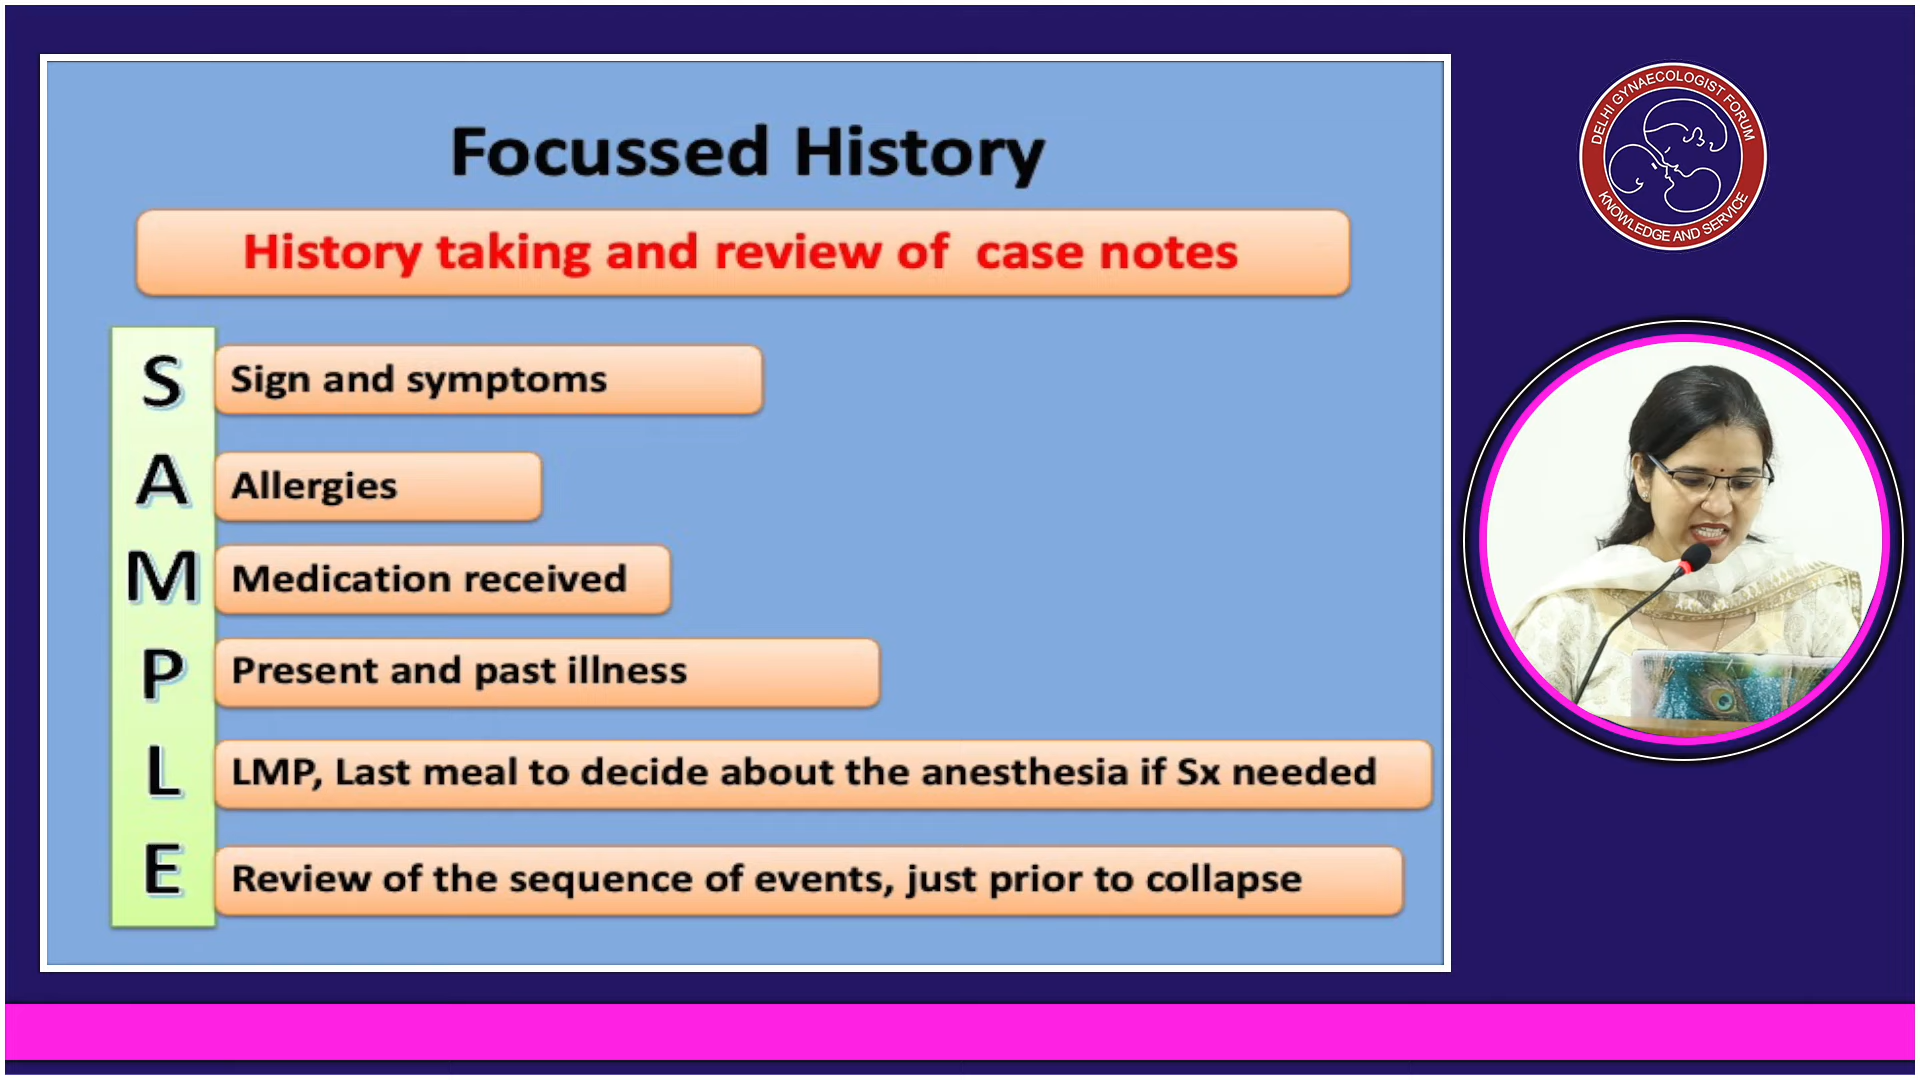 Focussed History
History taking and review of case notes
S
Sign and symptoms
A
Allergies
M
Medication received
P
Present and past illness
L
LMP, Last meal to decide about the anesthesia if Sx needed
E
Review of the sequence of events, just prior to collapse
DELHI GYNAECOLOGIST FORUM
KNOWLEDGE AND SERVICE